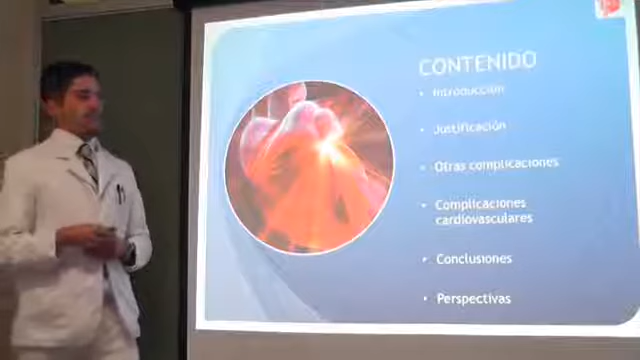 CONTENIDO
• Introducción
• Justificación
• Otras complicaciones
• Complicaciones
cardiovasculares
• Conclusiones
• Perspectivas